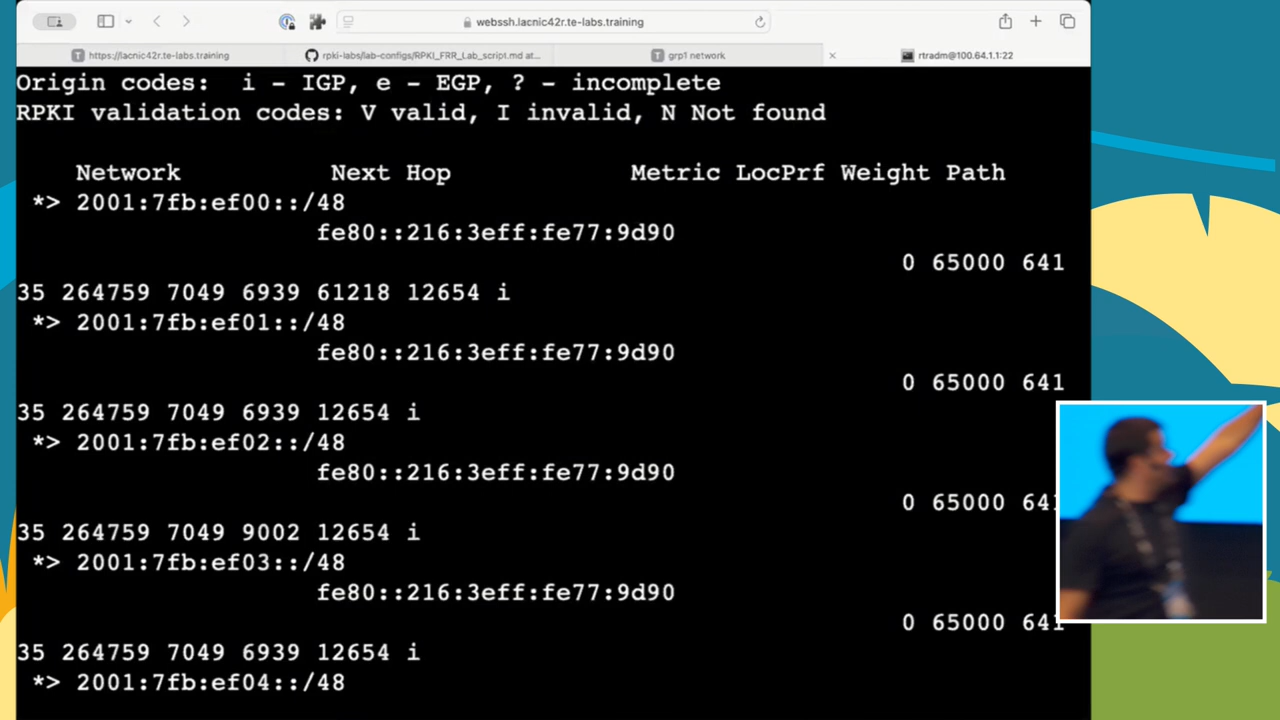 webssh.lacnic42r.te-labs.training
https://lacnic42r.te-labs.training
rpki-labs/lab-configs/RPKI_FRR_Lab_script.md at...
grp1 network
rtradm@100.64.1.1:22
Origin codes:  i - IGP, e - EGP, ? - incomplete
RPKI validation codes: V valid, I invalid, N Not found
Network Next Hop Metric LocPrf Weight Path
*> 2001:7fb:ef00::/48
fe80::216:3eff:fe77:9d90
0 65000 641
35 264759 7049 6939 61218 12654 i
*> 2001:7fb:ef01::/48
fe80::216:3eff:fe77:9d90
0 65000 641
35 264759 7049 6939 12654 i
*> 2001:7fb:ef02::/48
fe80::216:3eff:fe77:9d90
0 65000 641
35 264759 7049 9002 12654 i
*> 2001:7fb:ef03::/48
fe80::216:3eff:fe77:9d90
0 65000 641
35 264759 7049 6939 12654 i
*> 2001:7fb:ef04::/48